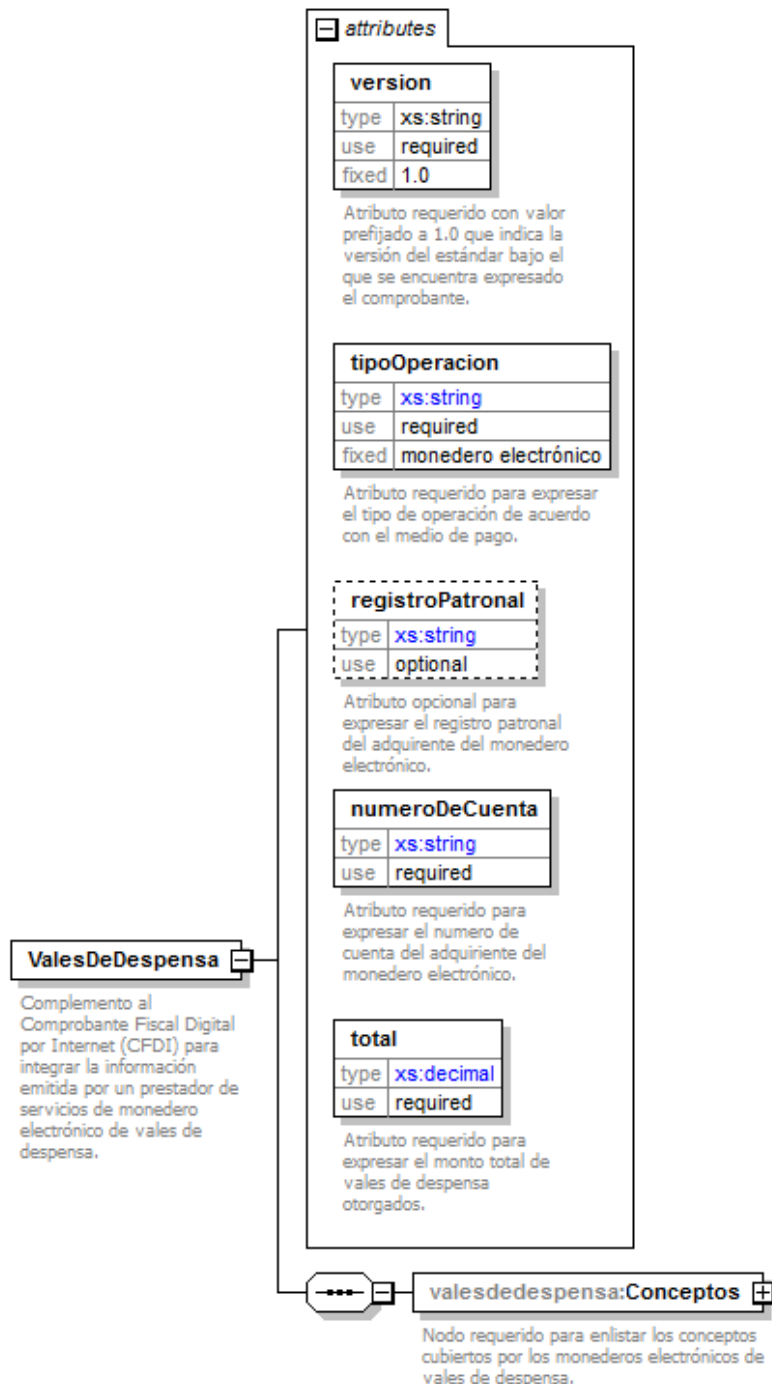 attributes
version
type xs:string
use required
fixed 1.0
Atributo requerido con valor
prefijado a 1.0 que indica la
versión del estándar bajo el
que se encuentra expresado
el comprobante.
tipoOperacion
type xs:string
use required
fixed monedero electrónico
Atributo requerido para expresar
el tipo de operación de acuerdo
con el medio de pago.
registroPatronal
type xs:string
use optional
Atributo opcional para
expresar el registro patronal
del adquirente del monedero
electrónico.
numeroDeCuenta
type xs:string
use required
Atributo requerido para
expresar el numero de
cuenta del adquiriente del
monedero electrónico.
ValesDeDespensa
Complemento al
Comprobante Fiscal Digital
por Internet (CFDI) para
integrar la información
emitida por un prestador de
servicios de monedero
electrónico de vales de
despensa.
total
type xs:decimal
use required
Atributo requerido para
expresar el monto total de
vales de despensa
otorgados.
valesdedespensa:Conceptos
Nodo requerido para enlistar los conceptos
cubiertos por los monederos electrónicos de
vales de despensa.